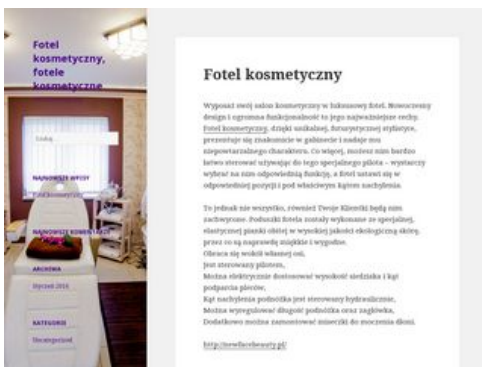 Fotel
kosmetyczny,
fotele
kosmetyczne
Szukaj
NAJNOWSZE WPISY
Fotel kosmetyczny
NAJNOWSZE KOMENTARZE
ARCHIWA
Styczeń 2016
KATEGORIE
Uncategorized
Fotel kosmetyczny
Wyposaż swój salon kosmetyczny w luksusowy fotel. Nowoczesny
design i ogromna funkcjonalność to jego najważniejsze cechy.
Fotel kosmetyczny, dzięki unikalnej, futurystycznej stylistyce,
prezentuje się znakomicie w gabinecie i nadaje mu
niepowtarzalnego charakteru. Co więcej, możesz nim bardzo
łatwo sterować używając do tego specjalnego pilota – wystarczy
wybrać na nim odpowiednią funkcję, a fotel ustawi się w
odpowiedniej pozycji i pod właściwym kątem nachylenia.
To jednak nie wszystko, również Twoje Klientki będą nim
zachwycone. Poduszki fotela zostały wykonane ze specjalnej,
elastycznej pianki obitej w wysokiej jakości ekologiczną skórę,
przez co są naprawdę miękkie i wygodne.
Obraca się wokół własnej osi,
Jest sterowany pilotem,
Można elektrycznie dostosować wysokość siedziska i kąt
podparcia pleców,
Kąt nachylenia podnóżka jest sterowany hydraulicznie,
Można wyregulować długość podnóżka oraz zagłówka,
Dodatkowo można zamontować miseczki do moczenia dłoni.
http://newfacebeauty.pl/